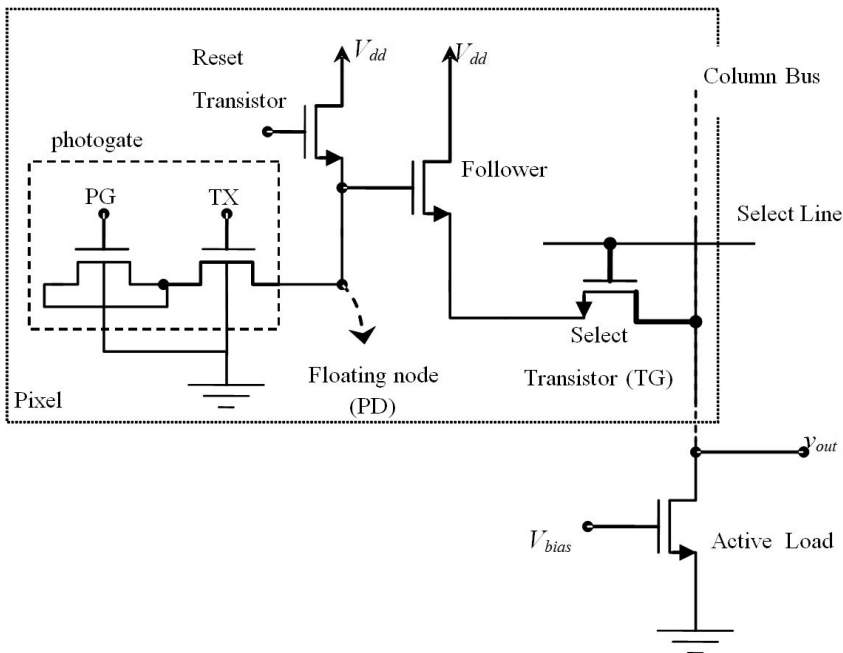 Reset
Transistor
V_dd
V_dd
Column Bus
photogate
PG
TX
Follower
Select Line
Select
Transistor (TG)
Floating node
(PD)
Pixel
v_out
V_bias
Active Load